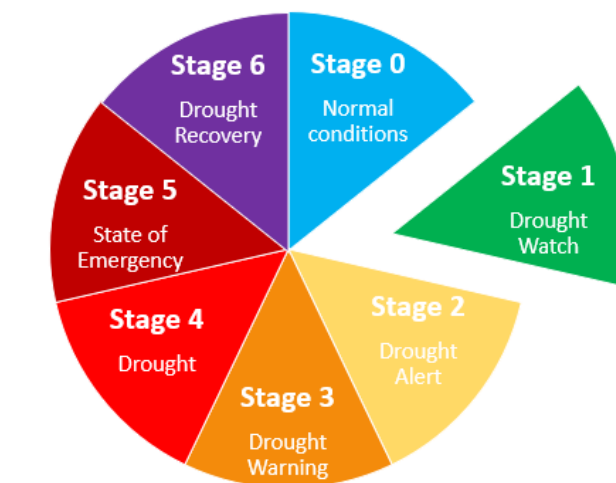 Stage 0
Normal
conditions
Stage 1
Drought
Watch
Stage 2
Drought
Alert
Stage 3
Drought
Warning
Stage 4
Drought
Stage 5
State of
Emergency
Stage 6
Drought
Recovery